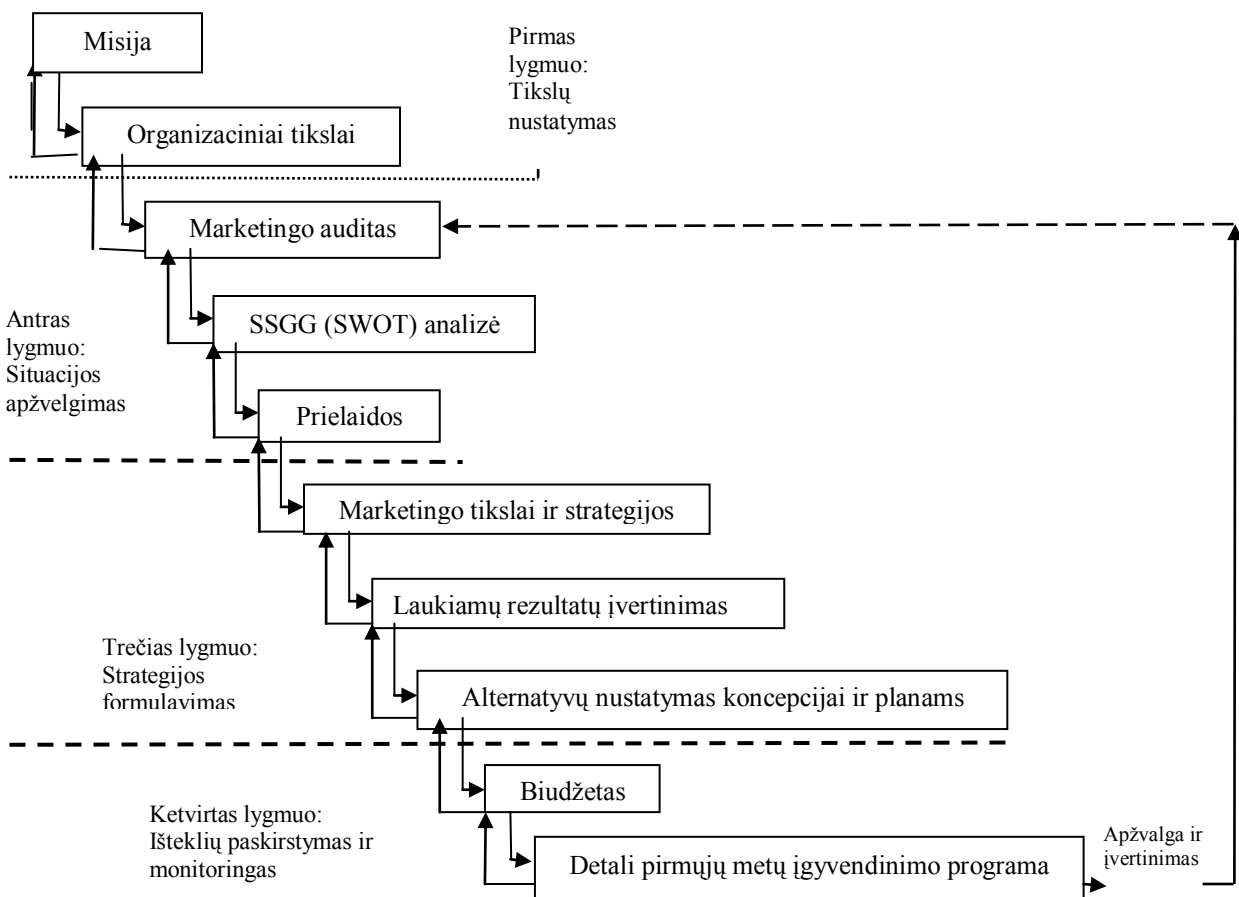 Misija
Pirmas
lygmuo:
Tikslų
nustatymas
Organizaciniai tikslai
Marketingo auditas
SSGG (SWOT) analizė
Antras
lygmuo:
Situacijos
apžvelgimas
Prielaidos
Marketingo tikslai ir strategijos
Laukiamų rezultatų įvertinimas
Trečias lygmuo:
Strategijos
formulavimas
Alternatyvų nustatymas koncepcijai ir planams
Biudžetas
Ketvirtas lygmuo:
Išteklių paskirstymas ir
monitoringas
Detali pirmųjų metų įgyvendinimo programa
Apžvalga ir
įvertinimas